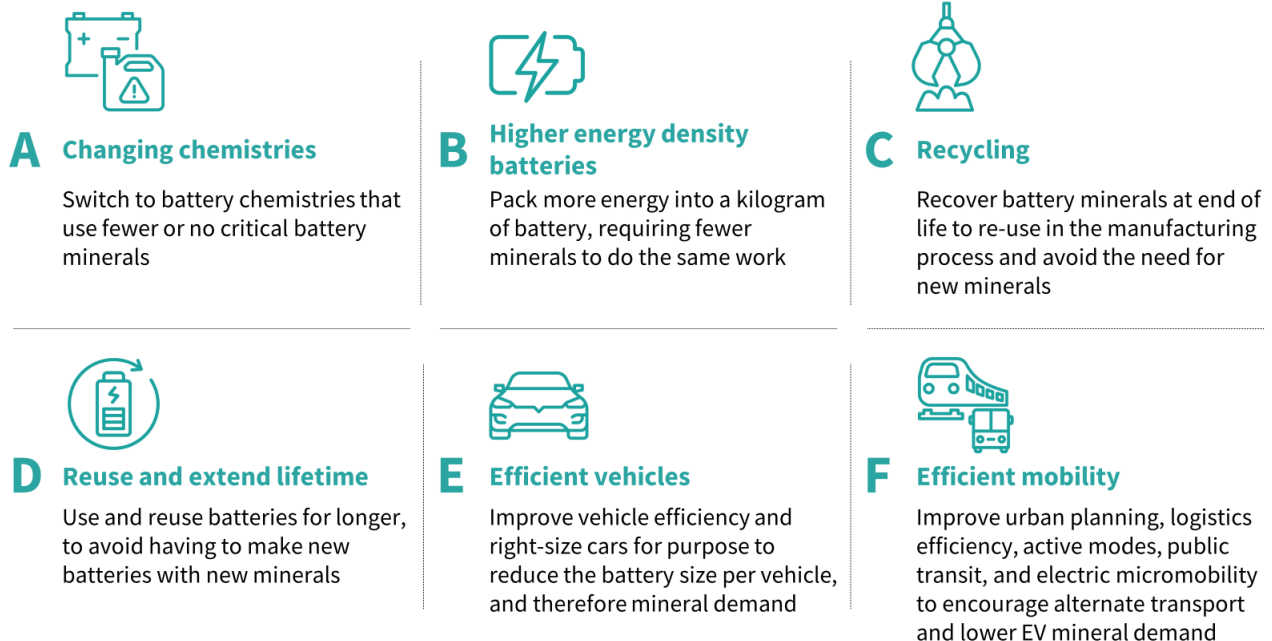 A Changing chemistries
Switch to battery chemistries that
use fewer or no critical battery
minerals
B Higher energy density
batteries
Pack more energy into a kilogram
of battery, requiring fewer
minerals to do the same work
C Recycling
Recover battery minerals at end of
life to re-use in the manufacturing
process and avoid the need for
new minerals
D Reuse and extend lifetime
Use and reuse batteries for longer,
to avoid having to make new
batteries with new minerals
E Efficient vehicles
Improve vehicle efficiency and
right-size cars for purpose to
reduce the battery size per vehicle,
and therefore mineral demand
F Efficient mobility
Improve urban planning, logistics
efficiency, active modes, public
transit, and electric micromobility
to encourage alternate transport
and lower EV mineral demand